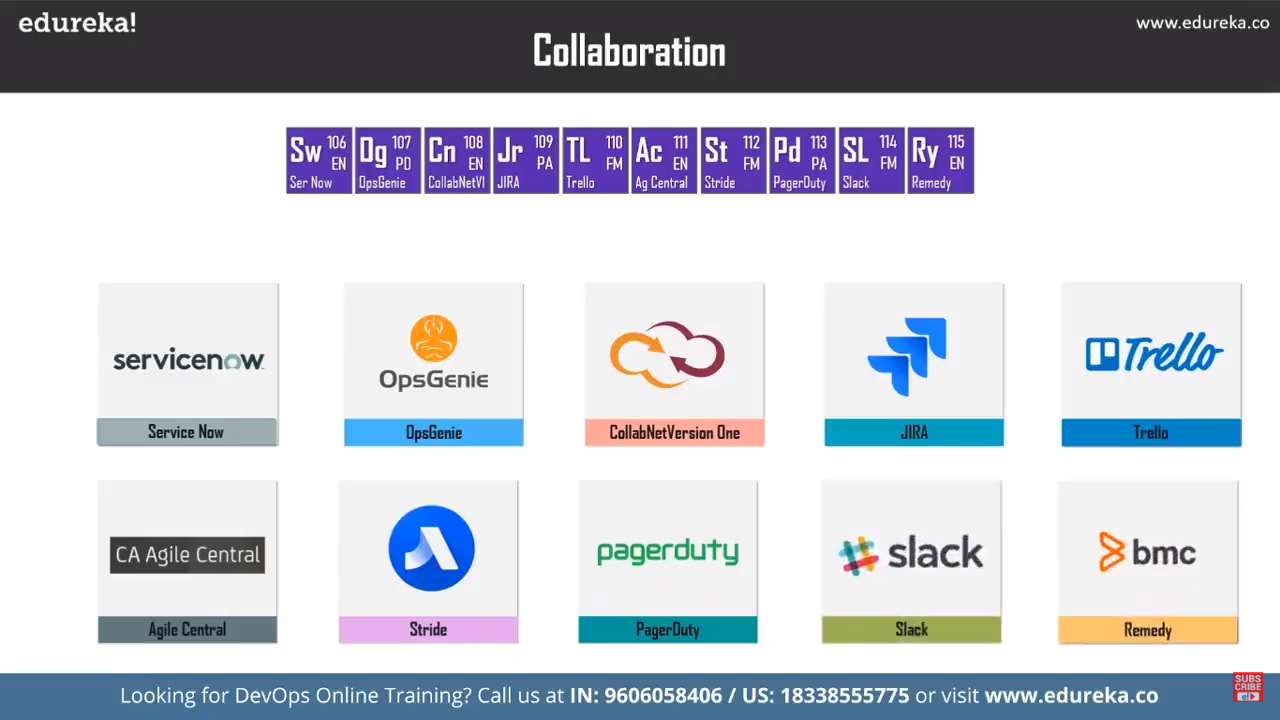 edureka!
www.edureka.co
Collaboration
Sw 106 EN Ser Now
Og 107 PD OpsGenie
Cn 108 EN CollabNetVI
Jr 109 PA JIRA
TL 110 FM Trello
Ac 111 EN Ag Central
St 112 FM Stride
Pd 113 PA PagerDuty
SL 114 FM Slack
Ry 115 EN Remedy
servicenow
Service Now
OpsGenie
OpsGenie
CollabNetVersion One
JIRA
Trello
Trello
CA Agile Central
Agile Central
Stride
pagerduty
PagerDuty
slack
Slack
bmc
Remedy
Looking for DevOps Online Training? Call us at IN: 9606058406 / US: 18338555775 or visit www.edureka.co
SUBS
CRIBE
e!